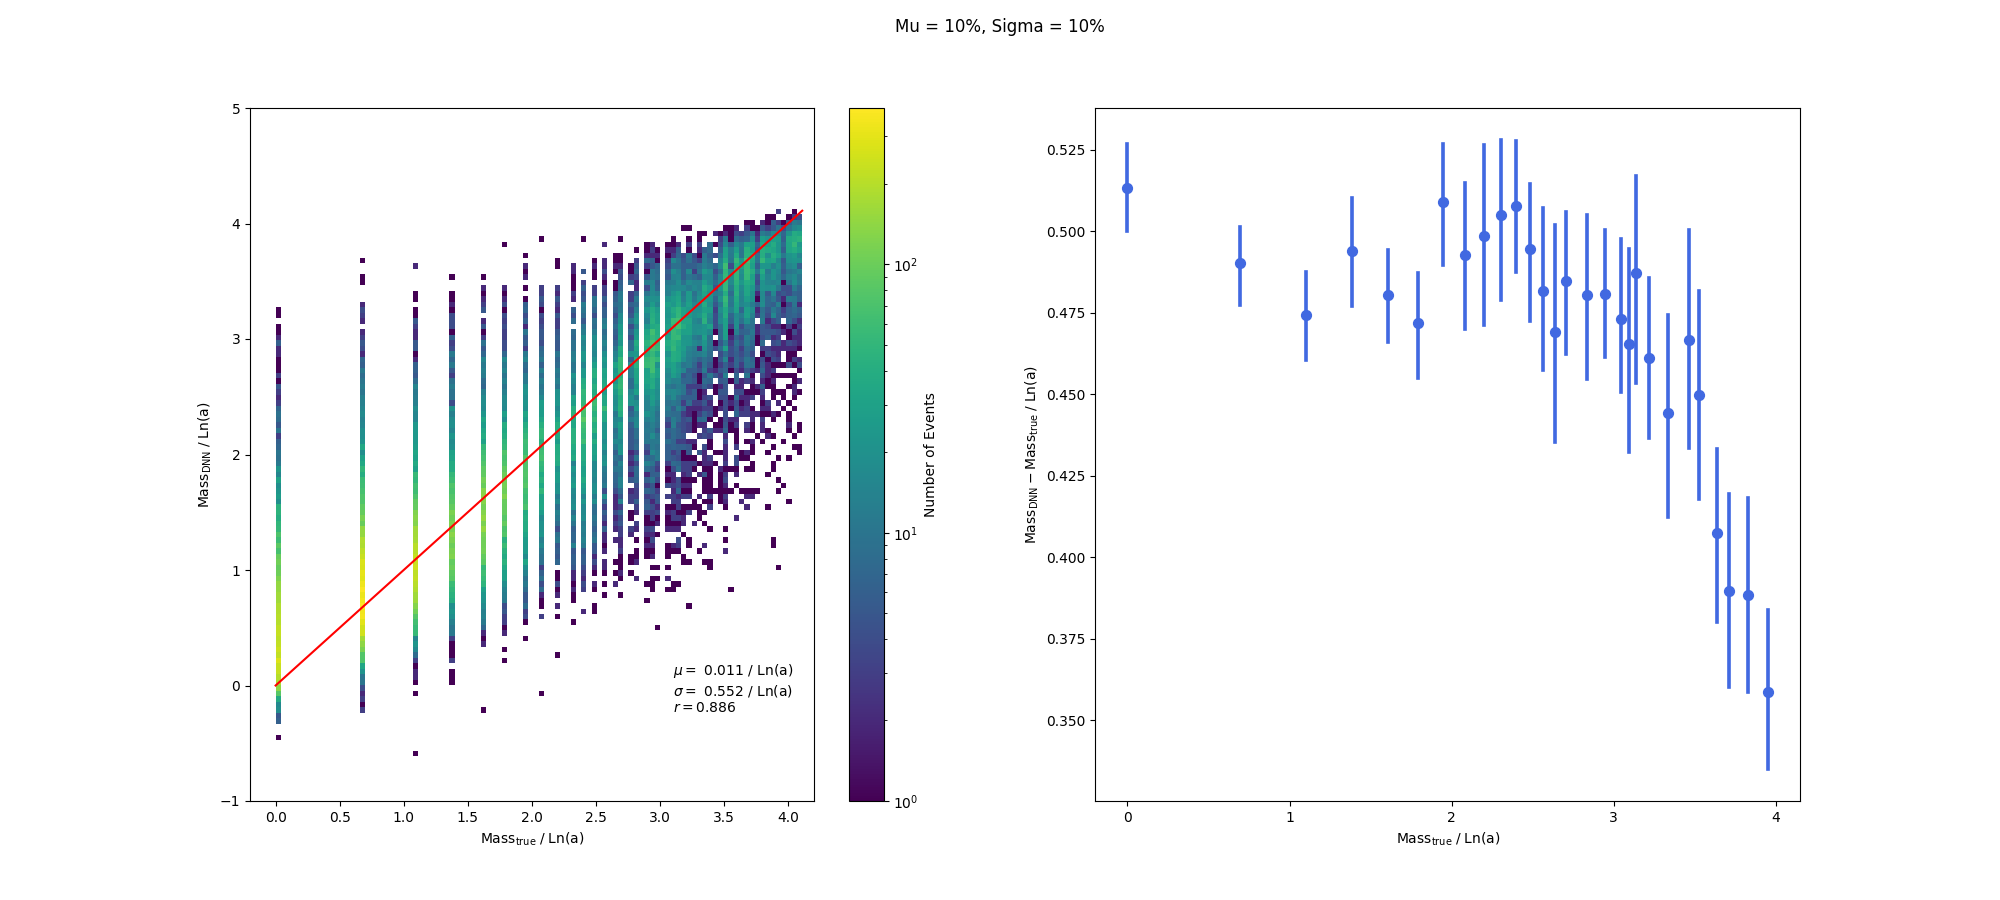 Mu = 10%, Sigma = 10%
5
4
3
2
1
0
−1
Mass_DNN / Ln(a)
0.0 0.5 1.0 1.5 2.0 2.5 3.0 3.5 4.0
Mass_true / Ln(a)
μ = 0.011 / Ln(a)
σ = 0.552 / Ln(a)
r = 0.886
10^2
10^1
10^0
Number of Events
0.525
0.500
0.475
0.450
0.425
0.400
0.375
0.350
Mass_DNN − Mass_true / Ln(a)
0 1 2 3 4
Mass_true / Ln(a)